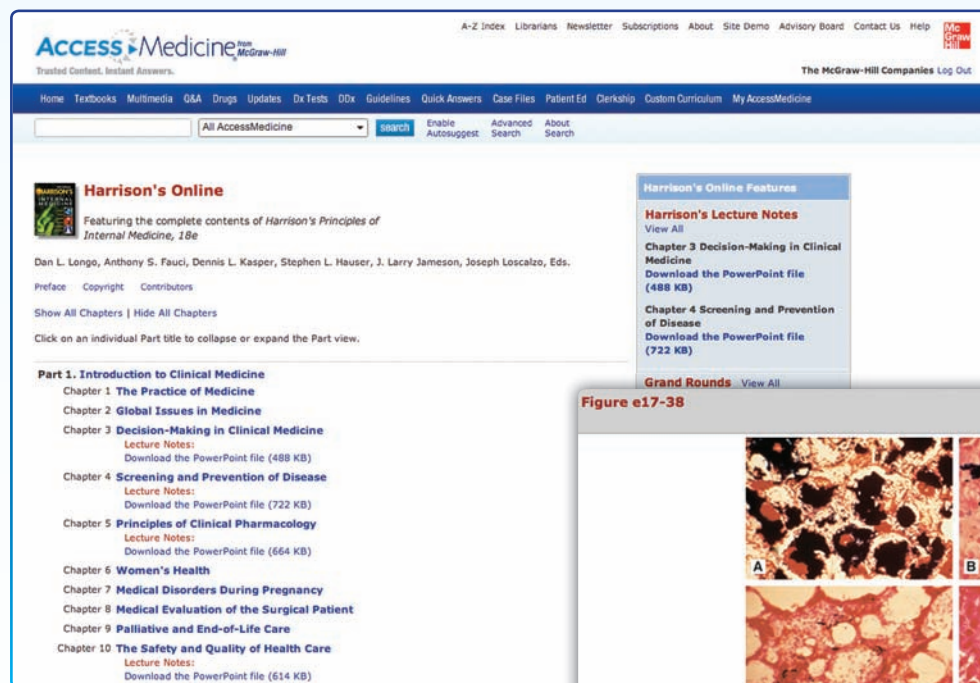 A-Z Index Librarians Newsletter Subscriptions About Site Demo Advisory Board Contact Us Help
Mc Graw Hill
ACCESS Medicine from McGraw-Hill
Trusted Content. Instant Answers.
The McGraw-Hill Companies Log Out
Home Textbooks Multimedia Q&A Drugs Updates Dx Tests DDx Guidelines Quick Answers Case Files Patient Ed Clerkship Custom Curriculum My AccessMedicine
All AccessMedicine search Enable Autosuggest Advanced Search About Search
HARRISON'S
INTERNAL
MEDICINE
Harrison's Online
Featuring the complete contents of Harrison's Principles of
Internal Medicine, 18e
Dan L. Longo, Anthony S. Fauci, Dennis L. Kasper, Stephen L. Hauser, J. Larry Jameson, Joseph Loscalzo, Eds.
Preface Copyright Contributors
Show All Chapters | Hide All Chapters
Click on an individual Part title to collapse or expand the Part view.
Part 1. Introduction to Clinical Medicine
Chapter 1 The Practice of Medicine
Chapter 2 Global Issues in Medicine
Chapter 3 Decision-Making in Clinical Medicine
Lecture Notes:
Download the PowerPoint file (488 KB)
Chapter 4 Screening and Prevention of Disease
Lecture Notes:
Download the PowerPoint file (722 KB)
Chapter 5 Principles of Clinical Pharmacology
Lecture Notes:
Download the PowerPoint file (664 KB)
Chapter 6 Women's Health
Chapter 7 Medical Disorders During Pregnancy
Chapter 8 Medical Evaluation of the Surgical Patient
Chapter 9 Palliative and End-of-Life Care
Chapter 10 The Safety and Quality of Health Care
Lecture Notes:
Download the PowerPoint file (614 KB)
Harrison's Online Features
Harrison's Lecture Notes
View All
Chapter 3 Decision-Making in Clinical
Medicine
Download the PowerPoint file
(488 KB)
Chapter 4 Screening and Prevention
of Disease
Download the PowerPoint file
(722 KB)
Grand Rounds View All
Figure e17-38
A
B